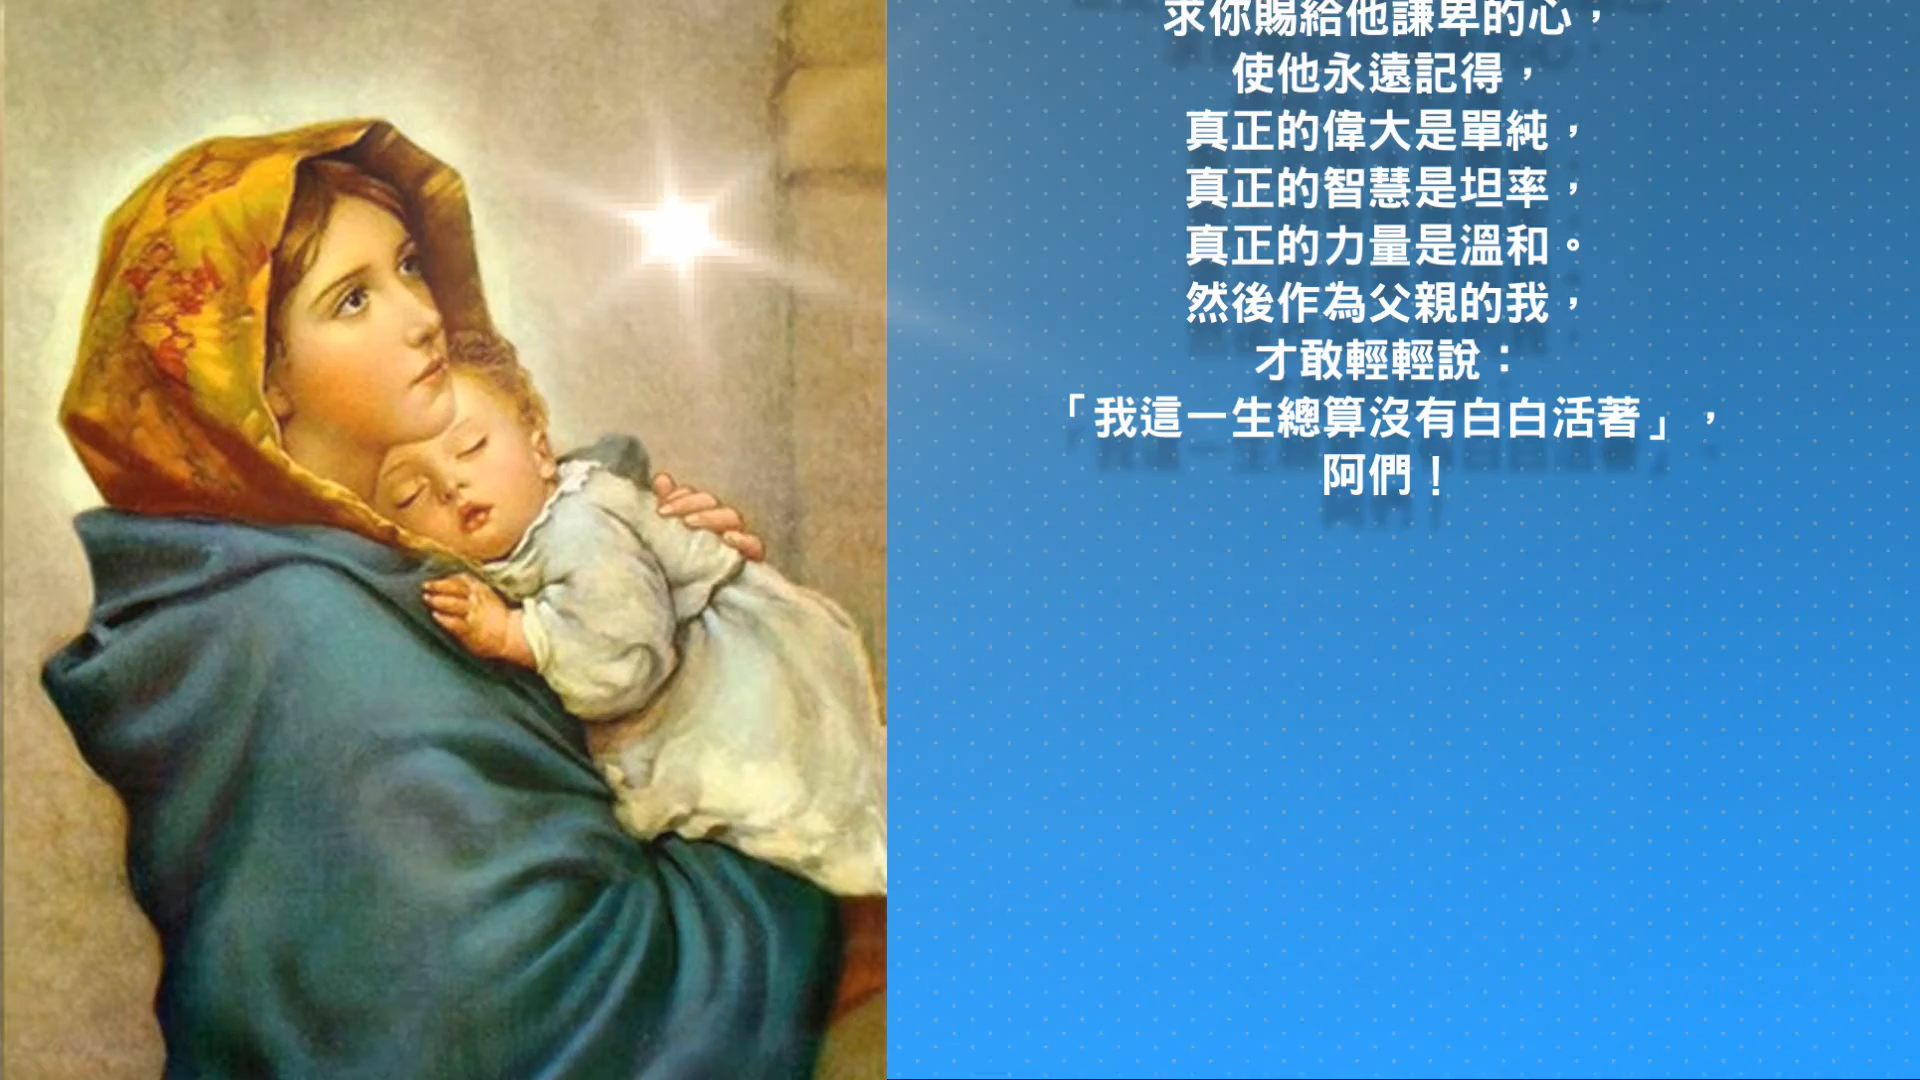 求你賜給他謙卑的心，
使他永遠記得，
真正的偉大是單純，
真正的智慧是坦率，
真正的力量是溫和。
然後作為父親的我，
才敢輕輕說：
「我這一生總算沒有白白活著」，
阿們！